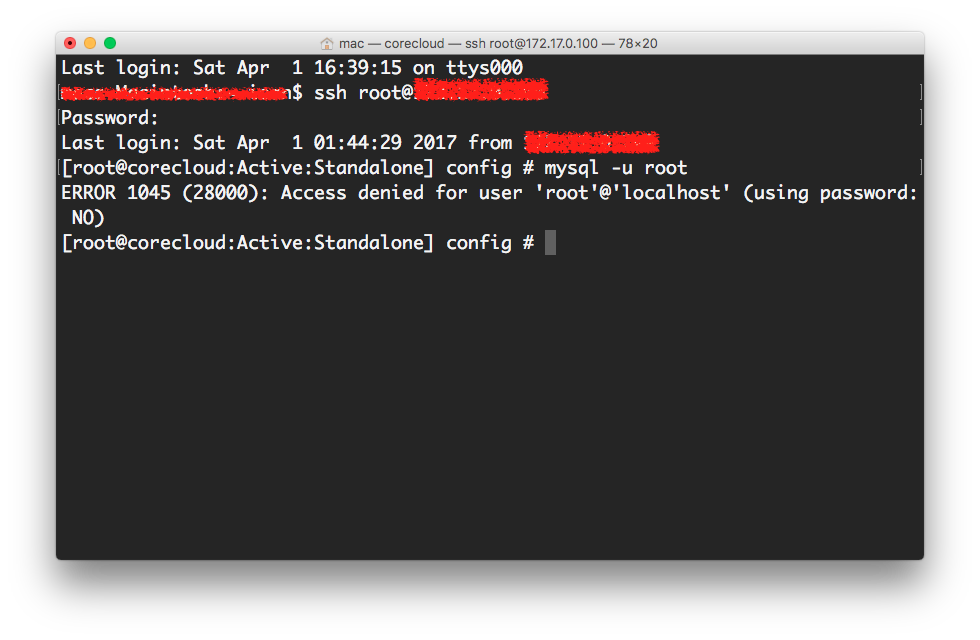 mac — corecloud — ssh root@172.17.0.100 — 78×20
Last login: Sat Apr  1 16:39:15 on ttys000
$ ssh root@
Password:
Last login: Sat Apr  1 01:44:29 2017 from
[root@corecloud:Active:Standalone] config # mysql -u root
ERROR 1045 (28000): Access denied for user 'root'@'localhost' (using password:
 NO)
[root@corecloud:Active:Standalone] config #